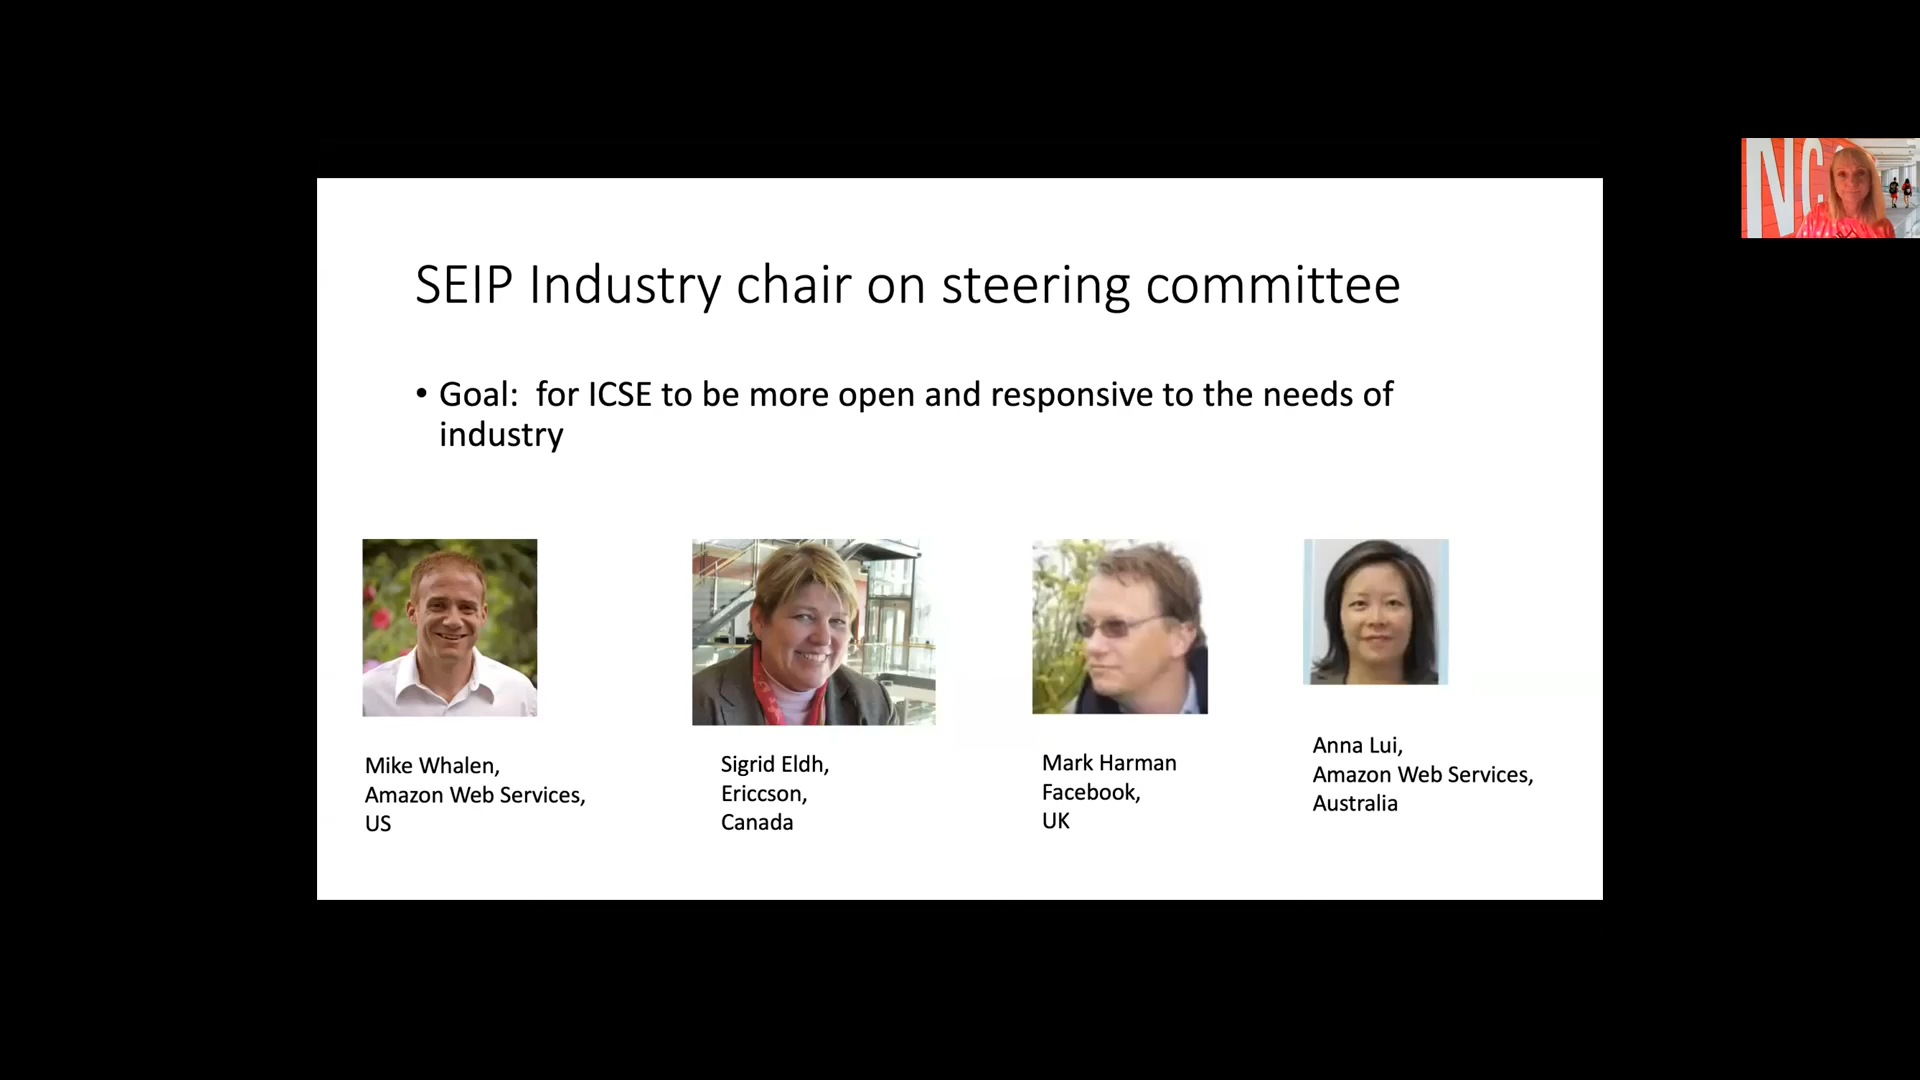 SEIP Industry chair on steering committee
• Goal:  for ICSE to be more open and responsive to the needs of
industry
Mike Whalen,
Amazon Web Services,
US
Sigrid Eldh,
Ericcson,
Canada
Mark Harman
Facebook,
UK
Anna Lui,
Amazon Web Services,
Australia
NC